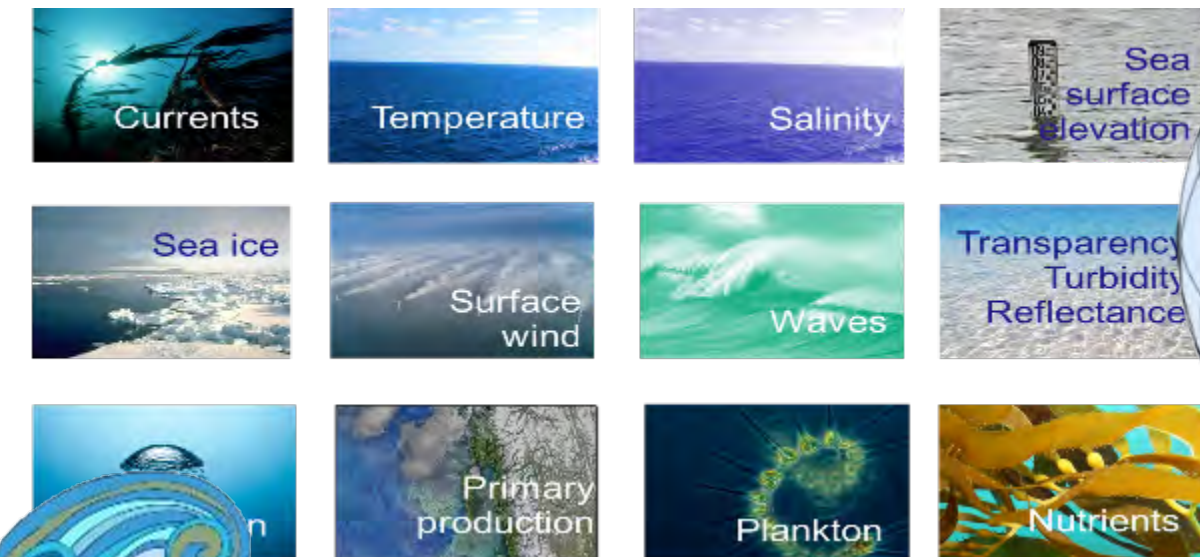 Currents
Temperature
Salinity
Sea
surface
elevation
Sea ice
Surface
wind
Waves
Transparency
Turbidity
Reflectance
Primary
production
Plankton
Nutrients